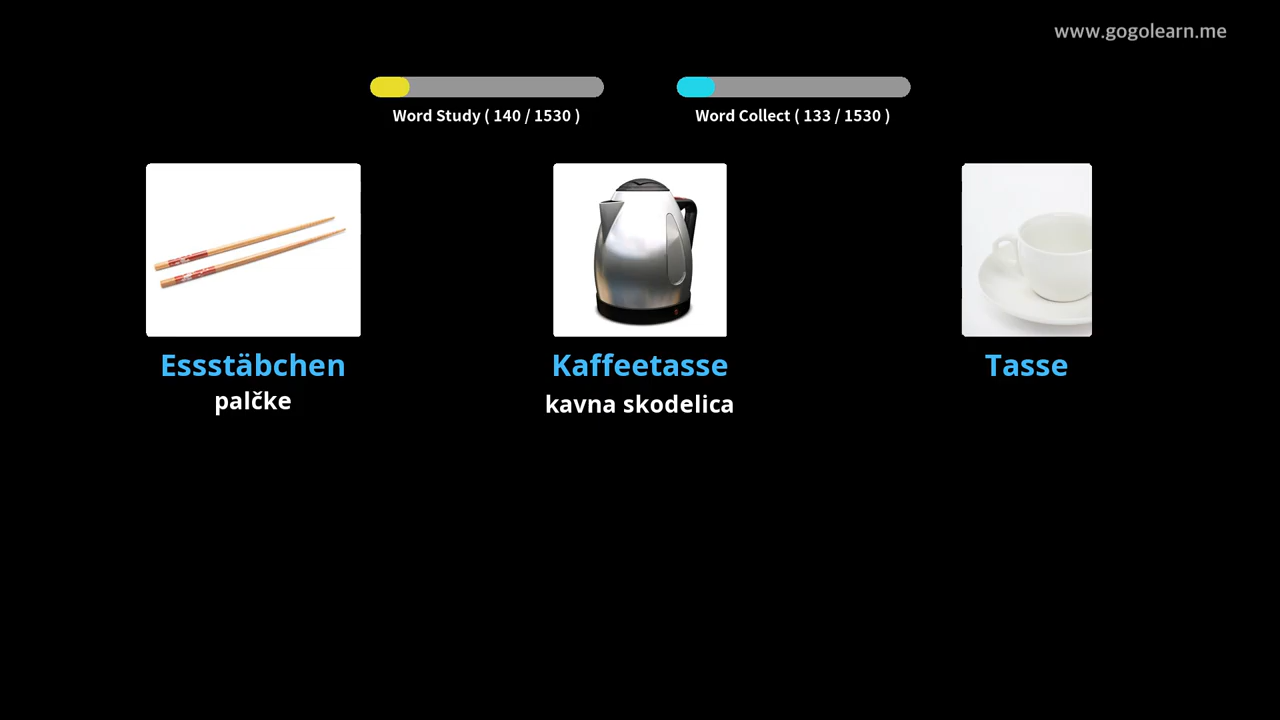 www.gogolearn.me
Word Study ( 140 / 1530 )
Word Collect ( 133 / 1530 )
Essstäbchen
Kaffeetasse
Tasse
palčke
kavna skodelica